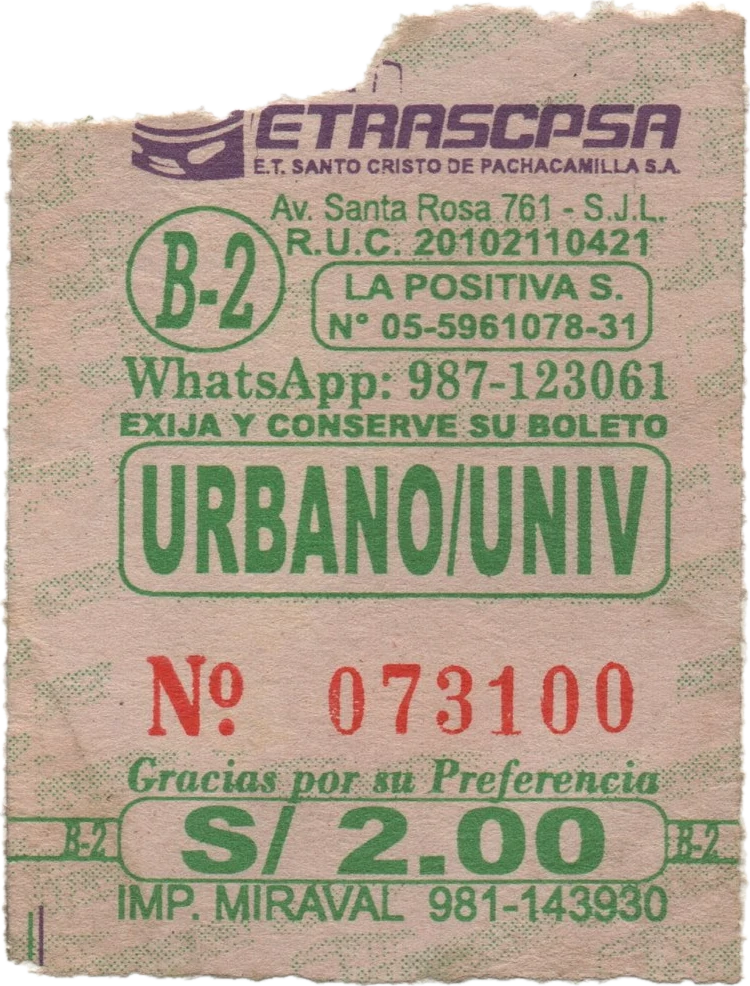 ETRASCPSA
E.T. SANTO CRISTO DE PACHACAMILLA S.A.
Av. Santa Rosa 761 - S.J.L.
B-2
R.U.C. 20102110421
LA POSITIVA S.
N° 05-5961078-31
WhatsApp: 987-123061
EXIJA Y CONSERVE SU BOLETO
URBANO/UNIV
Nº. 073100
Gracias por su Preferencia
B-2 S/ 2.00 B-2
IMP. MIRAVAL 981-143930